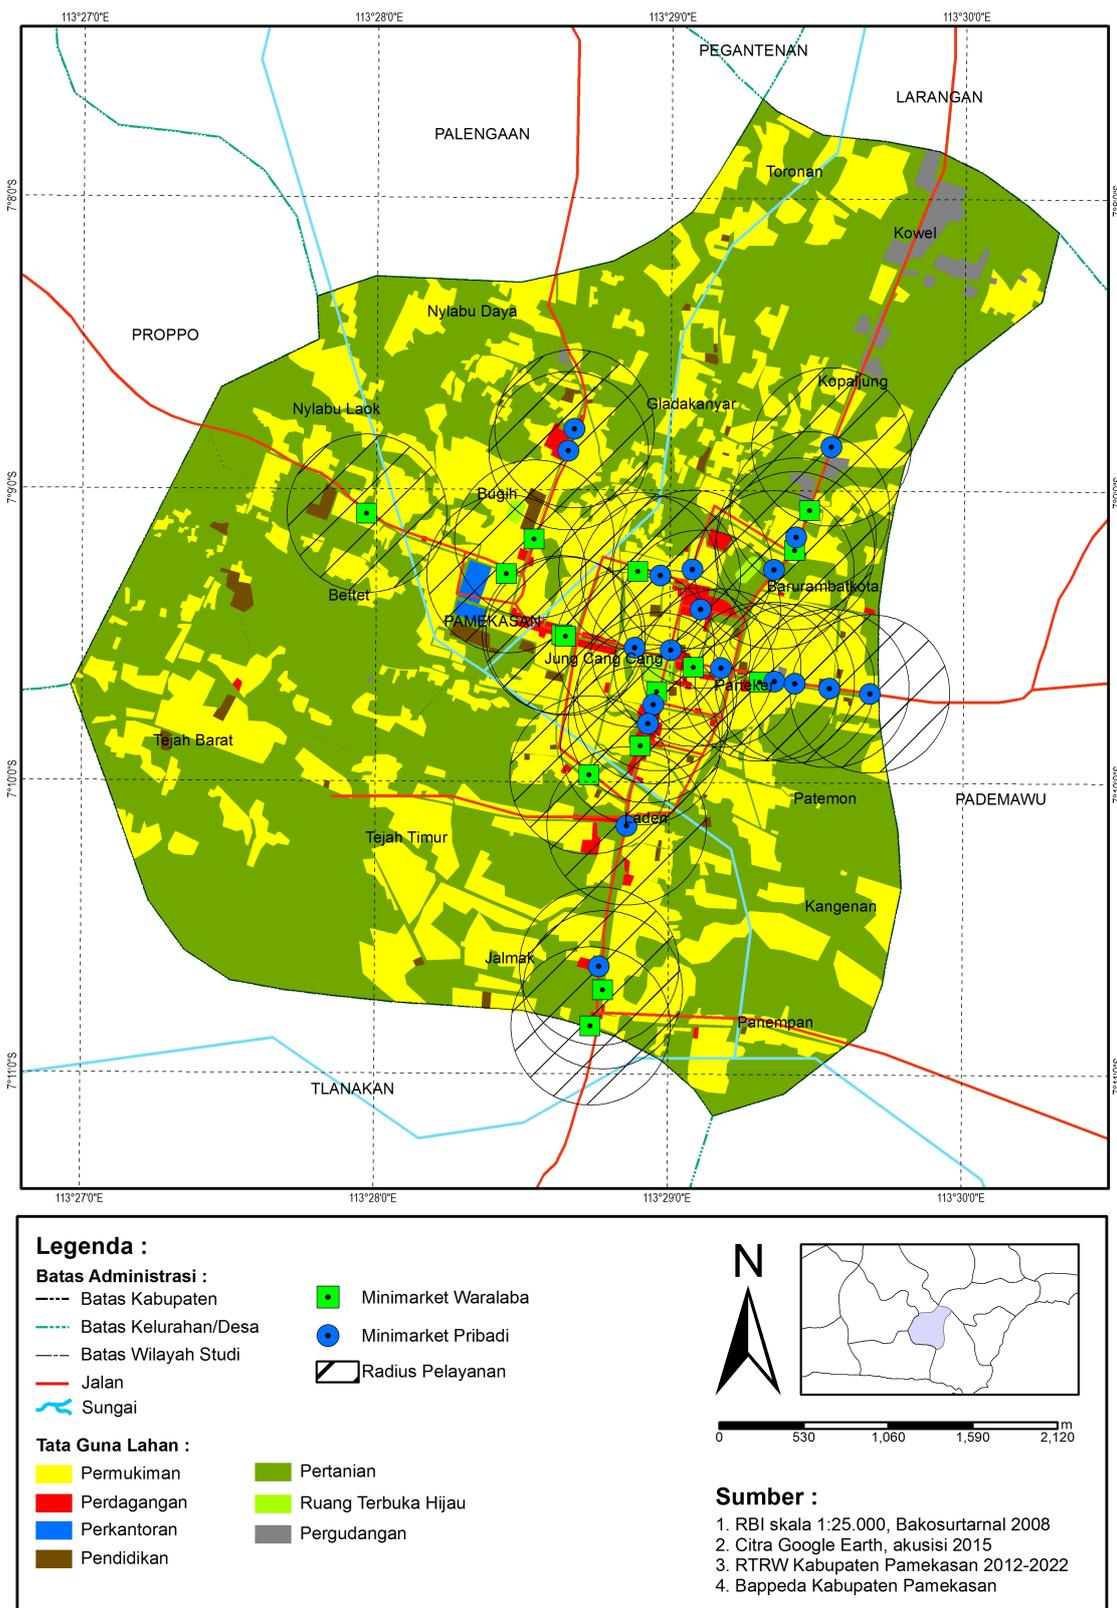 113°27'0"E
113°28'0"E
113°29'0"E
113°30'0"E
PEGANTENAN
LARANGAN
PALENGAAN
Toronan
7°8'0"S
Kowel
Nylabu Daya
PROPPO
Kopaljung
Nylabu Laok
Gladakanyar
7°9'0"S
Bugih
Barurambatkota
Beftet
PAMEKASAN
Jung Cang Cang
Parteker
Tejah Barat
7°10'0"S
Patemon
PADEMAWU
Laden
Tejah Timur
Kangenan
Jalmak
Panempan
7°11'0"S
7°11'0"S
TLANAKAN
113°27'0"E
113°28'0"E
113°29'0"E
113°30'0"E
Legenda :
Batas Administrasi :
Batas Kabupaten
Batas Kelurahan/Desa
Batas Wilayah Studi
Jalan
Sungai
Minimarket Waralaba
Minimarket Pribadi
Radius Pelayanan
Tata Guna Lahan :
Permukiman
Perdagangan
Perkantoran
Pendidikan
Pertanian
Ruang Terbuka Hijau
Pergudangan
N
m
0 530 1,060 1,590 2,120
Sumber :
1. RBI skala 1:25.000, Bakosurtarnal 2008
2. Citra Google Earth, akusisi 2015
3. RTRW Kabupaten Pamekasan 2012-2022
4. Bappeda Kabupaten Pamekasan